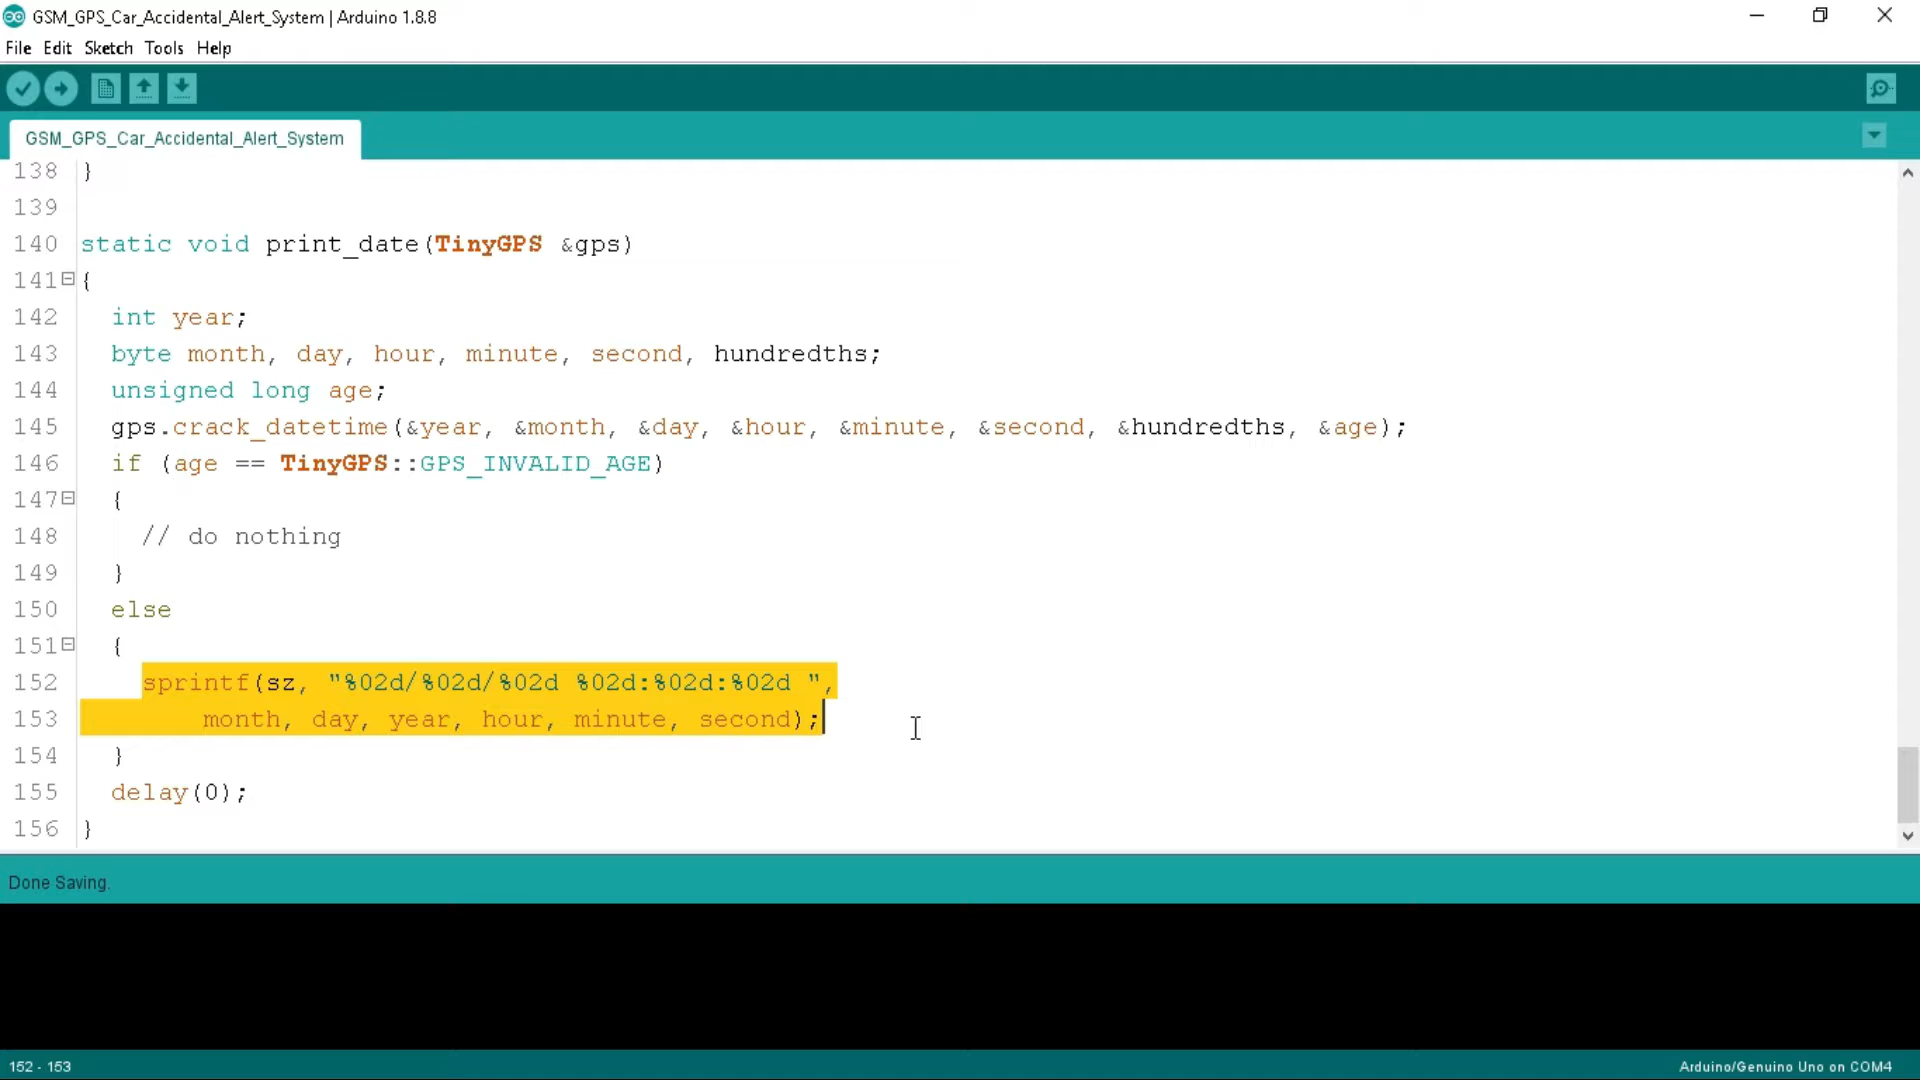 GSM_GPS_Car_Accidental_Alert_System | Arduino 1.8.8
File Edit Sketch Tools Help
GSM_GPS_Car_Accidental_Alert_System
138 }
139
140 static void print_date(TinyGPS &gps)
141 {
142   int year;
143   byte month, day, hour, minute, second, hundredths;
144   unsigned long age;
145   gps.crack_datetime(&year, &month, &day, &hour, &minute, &second, &hundredths, &age);
146   if (age == TinyGPS::GPS_INVALID_AGE)
147   {
148     // do nothing
149   }
150   else
151   {
152     sprintf(sz, "%02d/%02d/%02d %02d:%02d:%02d ",
153         month, day, year, hour, minute, second);
154   }
155   delay(0);
156 }
Done Saving.
152 - 153 Arduino/Genuino Uno on COM4